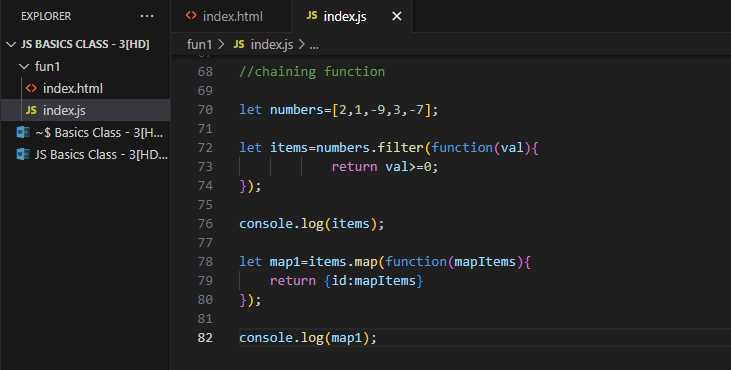 EXPLORER
JS BASICS CLASS - 3[HD]
fun1
index.html
JS index.js
~$ Basics Class - 3[H...
JS Basics Class - 3[HD...
index.html
JS index.js
fun1 > JS index.js > ...
68 //chaining function
69
70 let numbers=[2,1,-9,3,-7];
71
72 let items=numbers.filter(function(val){
73 return val>=0;
74 });
75
76 console.log(items);
77
78 let map1=items.map(function(mapItems){
79 return {id:mapItems}
80 });
81
82 console.log(map1);